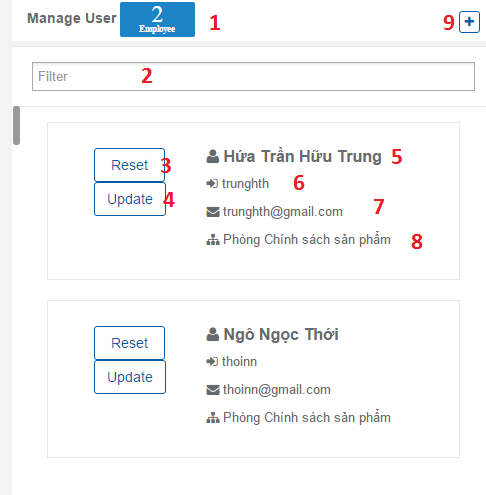 Manage User 2 Employee 1 9 +
Filter 2
Reset 3
Update 4
Hứa Trần Hữu Trung 5
trunghth 6
trunghth@gmail.com 7
Phòng Chính sách sản phẩm 8
Reset
Update
Ngô Ngọc Thới
thoinn
thoinn@gmail.com
Phòng Chính sách sản phẩm